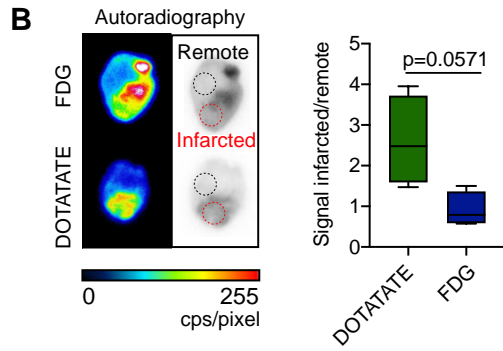 B
Autoradiography
FDG
Remote
Infarcted
DOTATATE
0 255
cps/pixel
Signal infarcted/remote
p=0.0571
5
4
3
2
1
0
DOTATATE
FDG